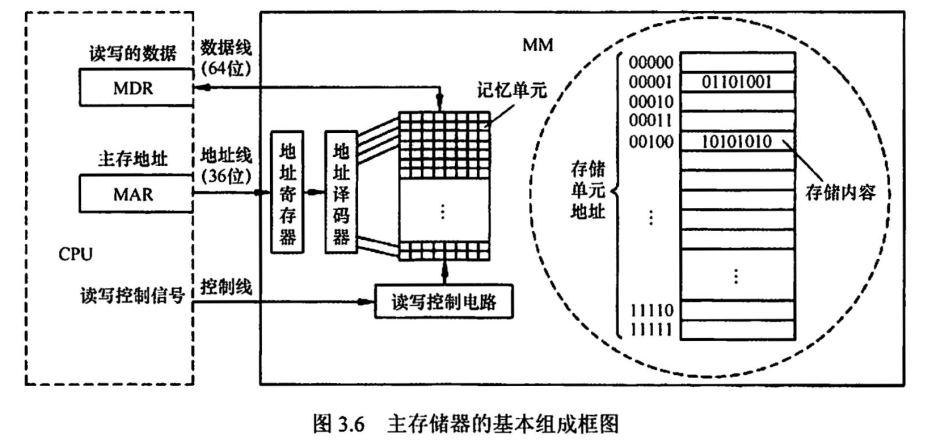 读写的数据
MDR
数据线
(64位)
主存地址
MAR
地址线
(36位)
CPU
读写控制信号
控制线
地址寄存器
地址译码器
记忆单元
读写控制电路
MM
存储
单元
地址
00000
00001
01101001
00010
00011
00100
10101010
存储内容
⋮
⋮
⋮
11110
11111
图 3.6 主存储器的基本组成框图